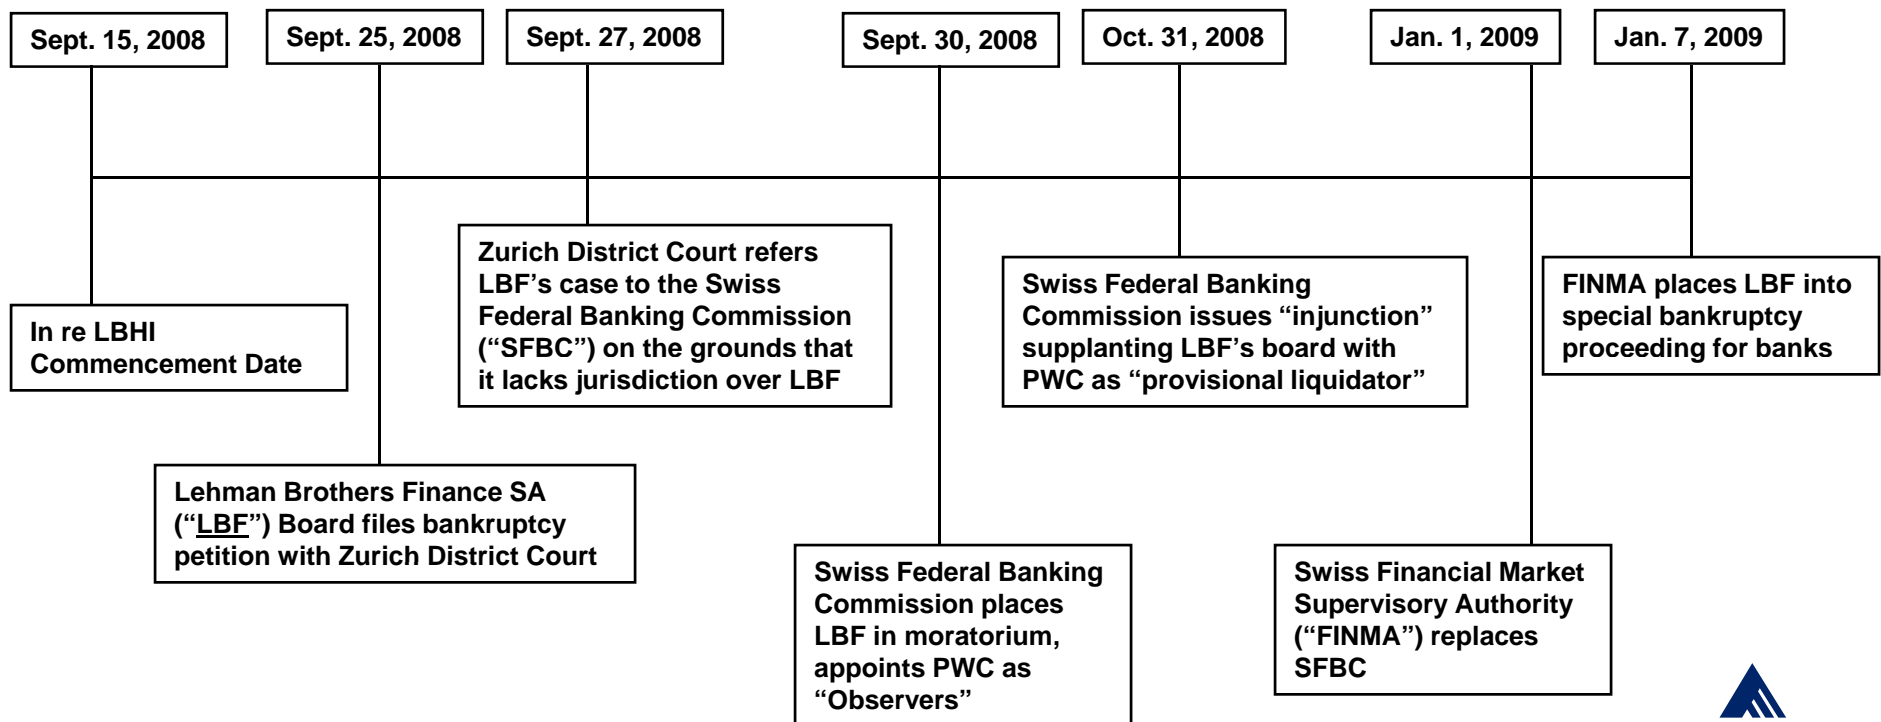 Sept. 15, 2008
Sept. 25, 2008
Sept. 27, 2008
Sept. 30, 2008
Oct. 31, 2008
Jan. 1, 2009
Jan. 7, 2009
In re LBHI
Commencement Date
Lehman Brothers Finance SA
(“LBF”) Board files bankruptcy
petition with Zurich District Court
Zurich District Court refers
LBF’s case to the Swiss
Federal Banking Commission
(“SFBC”) on the grounds that
it lacks jurisdiction over LBF
Swiss Federal Banking
Commission places
LBF in moratorium,
appoints PWC as
“Observers”
Swiss Federal Banking
Commission issues “injunction”
supplanting LBF’s board with
PWC as “provisional liquidator”
Swiss Financial Market
Supervisory Authority
(“FINMA”) replaces
SFBC
FINMA places LBF into
special bankruptcy
proceeding for banks